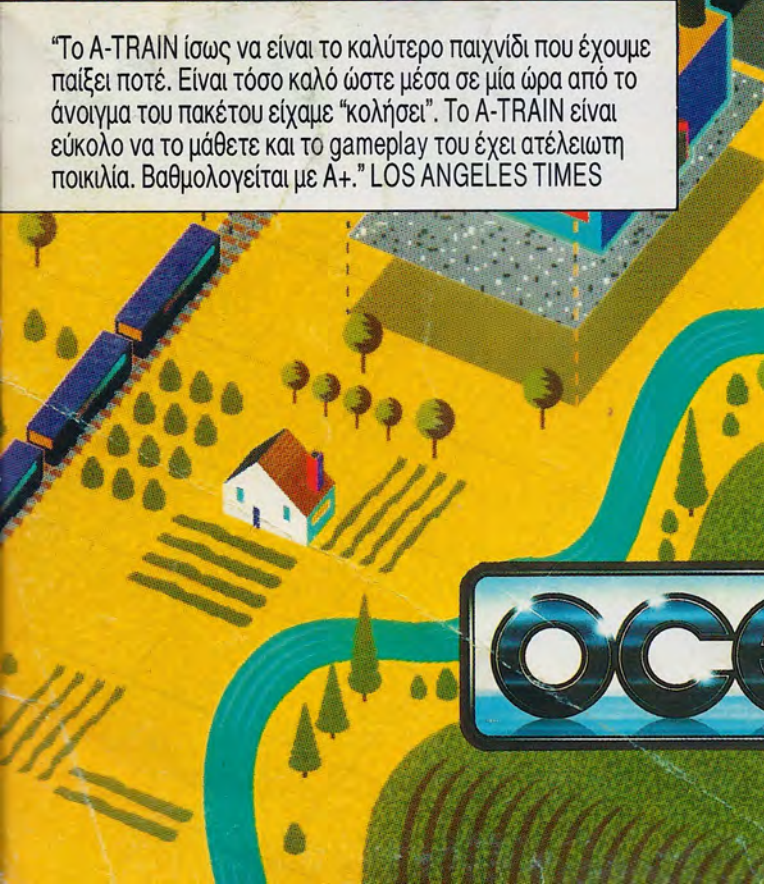 "Το A-TRAIN ίσως να είναι το καλύτερο παιχνίδι που έχουμε
παίξει ποτέ. Είναι τόσο καλό ώστε μέσα σε μία ώρα από το
άνοιγμα του πακέτου είχαμε "κολήσει". Το A-TRAIN είναι
εύκολο να το μάθετε και το gameplay του έχει ατέλειωτη
ποικιλία. Βαθμολογείται με A+." LOS ANGELES TIMES
oce